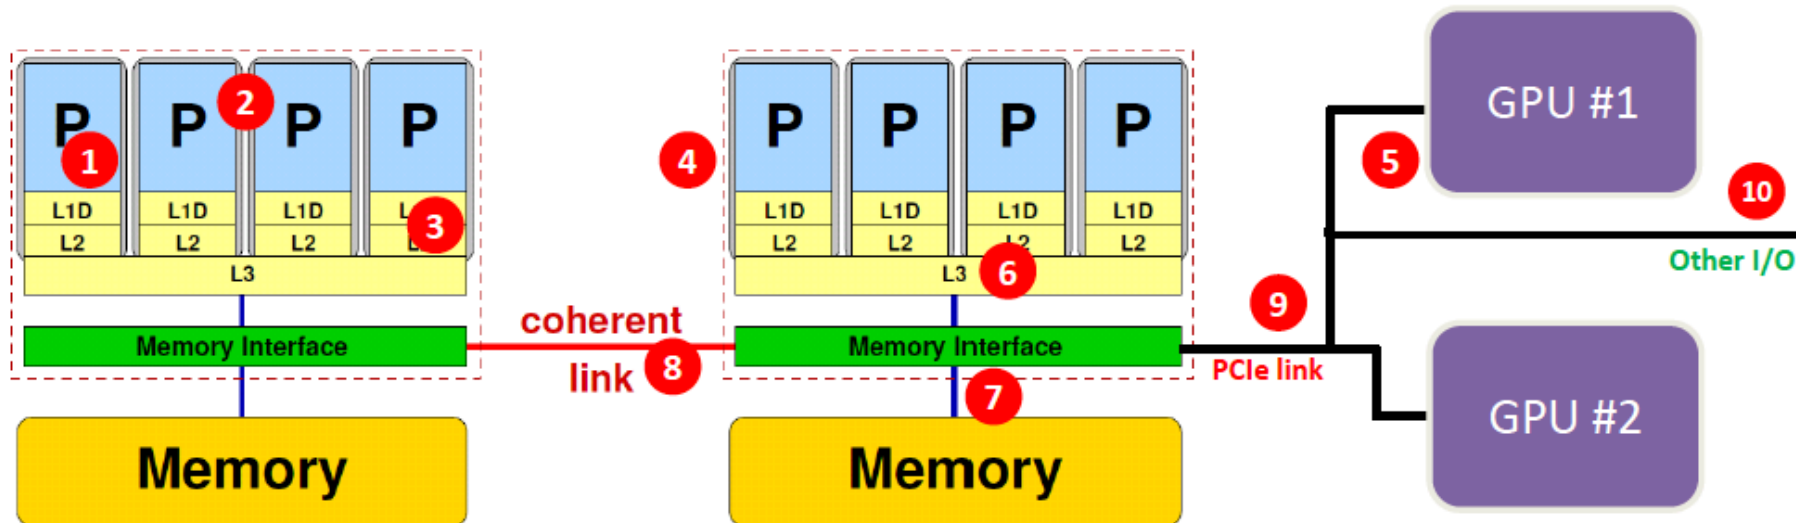 P P P P
1
2
L1D L1D L1D
3
L2 L2 L2
L3
Memory Interface
Memory
coherent
link
8
4
P P P P
L1D L1D L1D L1D
L2 L2 L2 L2
L3
6
Memory Interface
7
Memory
9
PCIe link
5
GPU #1
10
Other I/O
GPU #2